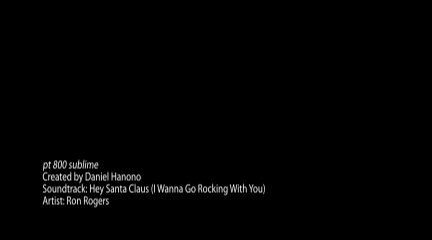 pt 800 sublime
Created by Daniel Hanono
Soundtrack: Hey Santa Claus (I Wanna Go Rocking With You)
Artist: Ron Rogers